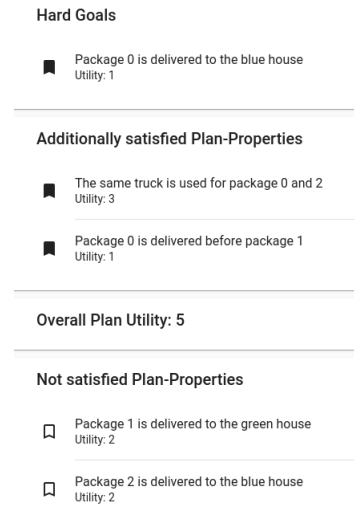 Hard Goals
Package 0 is delivered to the blue house
Utility: 1
Additionally satisfied Plan-Properties
The same truck is used for package 0 and 2
Utility: 3
Package 0 is delivered before package 1
Utility: 1
Overall Plan Utility: 5
Not satisfied Plan-Properties
Package 1 is delivered to the green house
Utility: 2
Package 2 is delivered to the blue house
Utility: 2